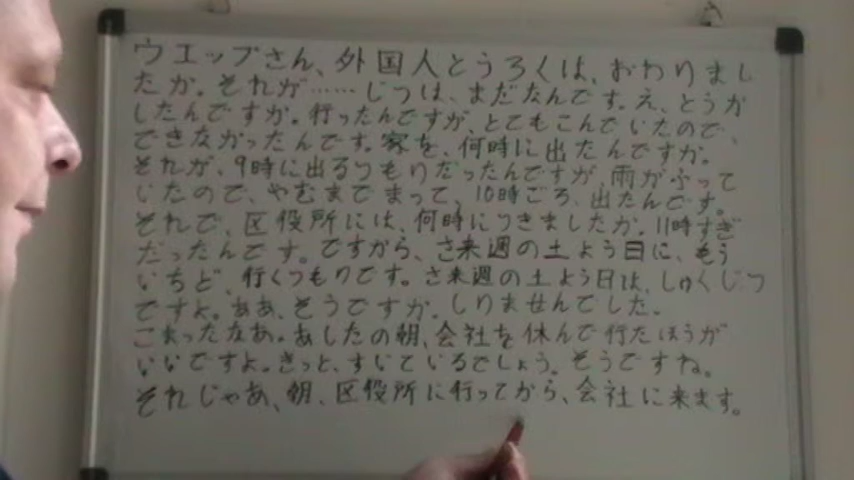 ウエッブさん、外国人とうろくは、おわりまし
たか。それが……じつは、まだなんです。え、どうか
したんですか。行ったんですが、とてもこんでいたので、
できなかったんです。家を、何時に出たんですか。
それが、9時に出るつもりだったんですが、雨がふって
いたので、やむまでまって、10時ごろ、出たんです。
それで、区役所には、何時につきましたか。11時すぎ
だったんです。ですから、さ来週の土よう日に、もう
いちど、行くつもりです。さ来週の土よう日は、しゅくじつ
ですよ。ああ、そうですか。しりませんでした。
こまったなあ。あしたの朝、会社を休んで行たほうが
いいですよ。きっと、すいているでしょう。そうですね。
それじゃあ、朝、区役所に行ってから、会社に来ます。